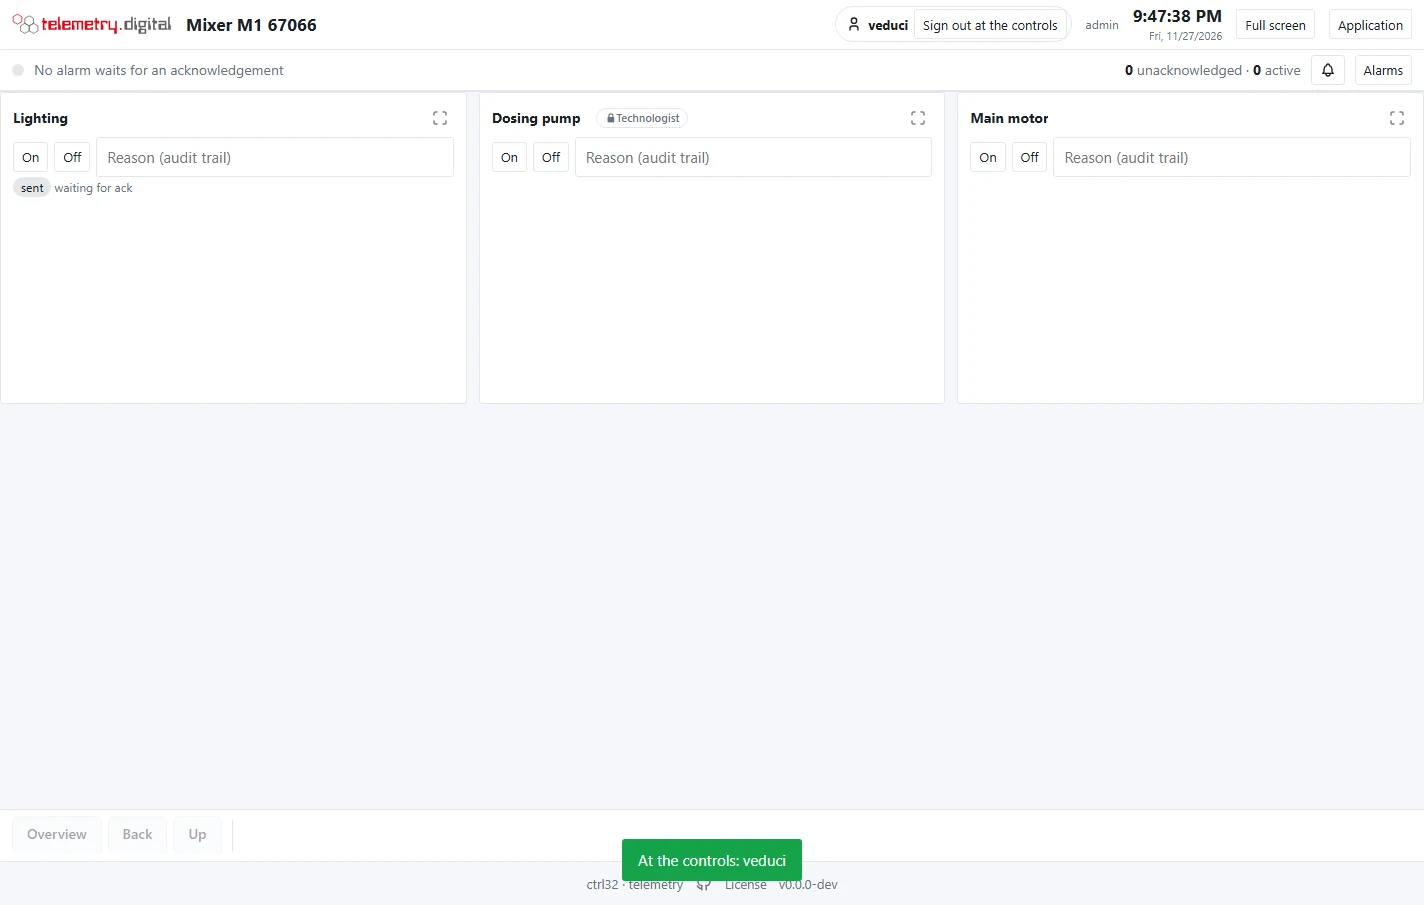 telemetry.digital Mixer M1 67066
veduci Sign out at the controls admin 9:47:38 PM Full screen Application
Fri, 11/27/2026
No alarm waits for an acknowledgement 0 unacknowledged · 0 active Alarms
Lighting
On Off Reason (audit trail)
sent waiting for ack
Dosing pump Technologist
On Off Reason (audit trail)
Main motor
On Off Reason (audit trail)
Overview Back Up
At the controls: veduci
ctrl32 · telemetry License v0.0.0-dev